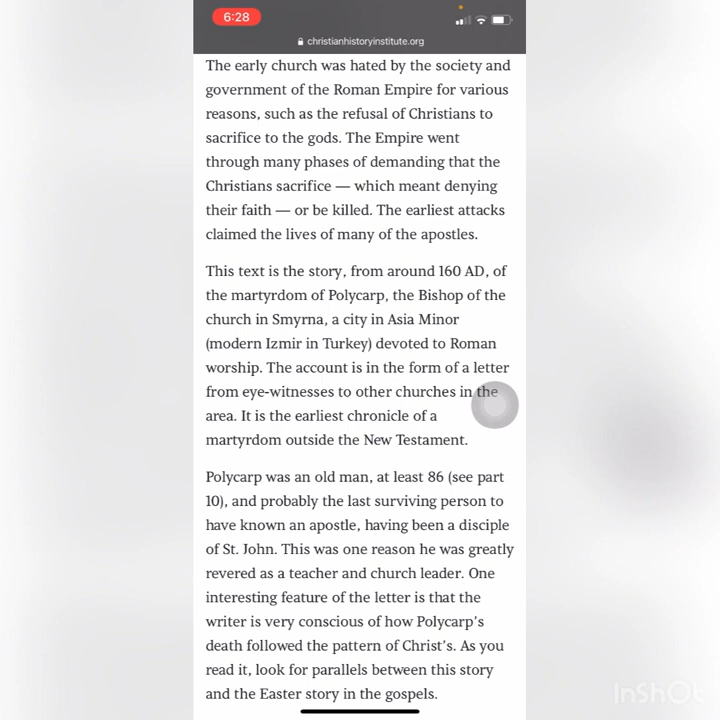 6:28
christianhistoryinstitute.org
The early church was hated by the society and
government of the Roman Empire for various
reasons, such as the refusal of Christians to
sacrifice to the gods. The Empire went
through many phases of demanding that the
Christians sacrifice — which meant denying
their faith — or be killed. The earliest attacks
claimed the lives of many of the apostles.
This text is the story, from around 160 AD, of
the martyrdom of Polycarp, the Bishop of the
church in Smyrna, a city in Asia Minor
(modern Izmir in Turkey) devoted to Roman
worship. The account is in the form of a letter
from eye-witnesses to other churches in the
area. It is the earliest chronicle of a
martyrdom outside the New Testament.
Polycarp was an old man, at least 86 (see part
10), and probably the last surviving person to
have known an apostle, having been a disciple
of St. John. This was one reason he was greatly
revered as a teacher and church leader. One
interesting feature of the letter is that the
writer is very conscious of how Polycarp's
death followed the pattern of Christ's. As you
read it, look for parallels between this story
and the Easter story in the gospels.
InShOt